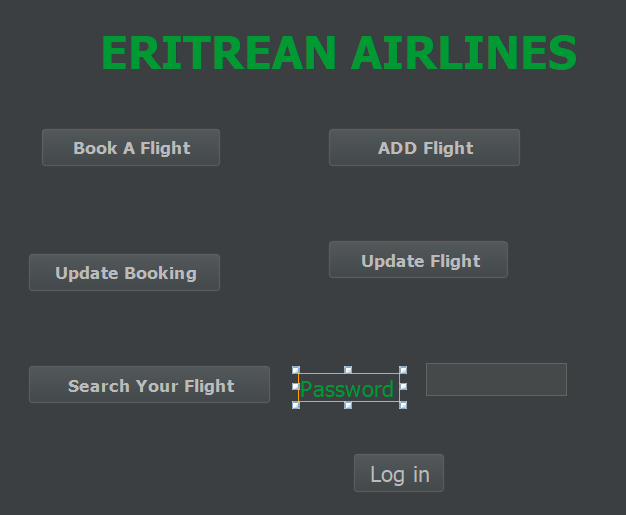 ERITREAN AIRLINES
Book A Flight
ADD Flight
Update Booking
Update Flight
Search Your Flight
Password
Log in